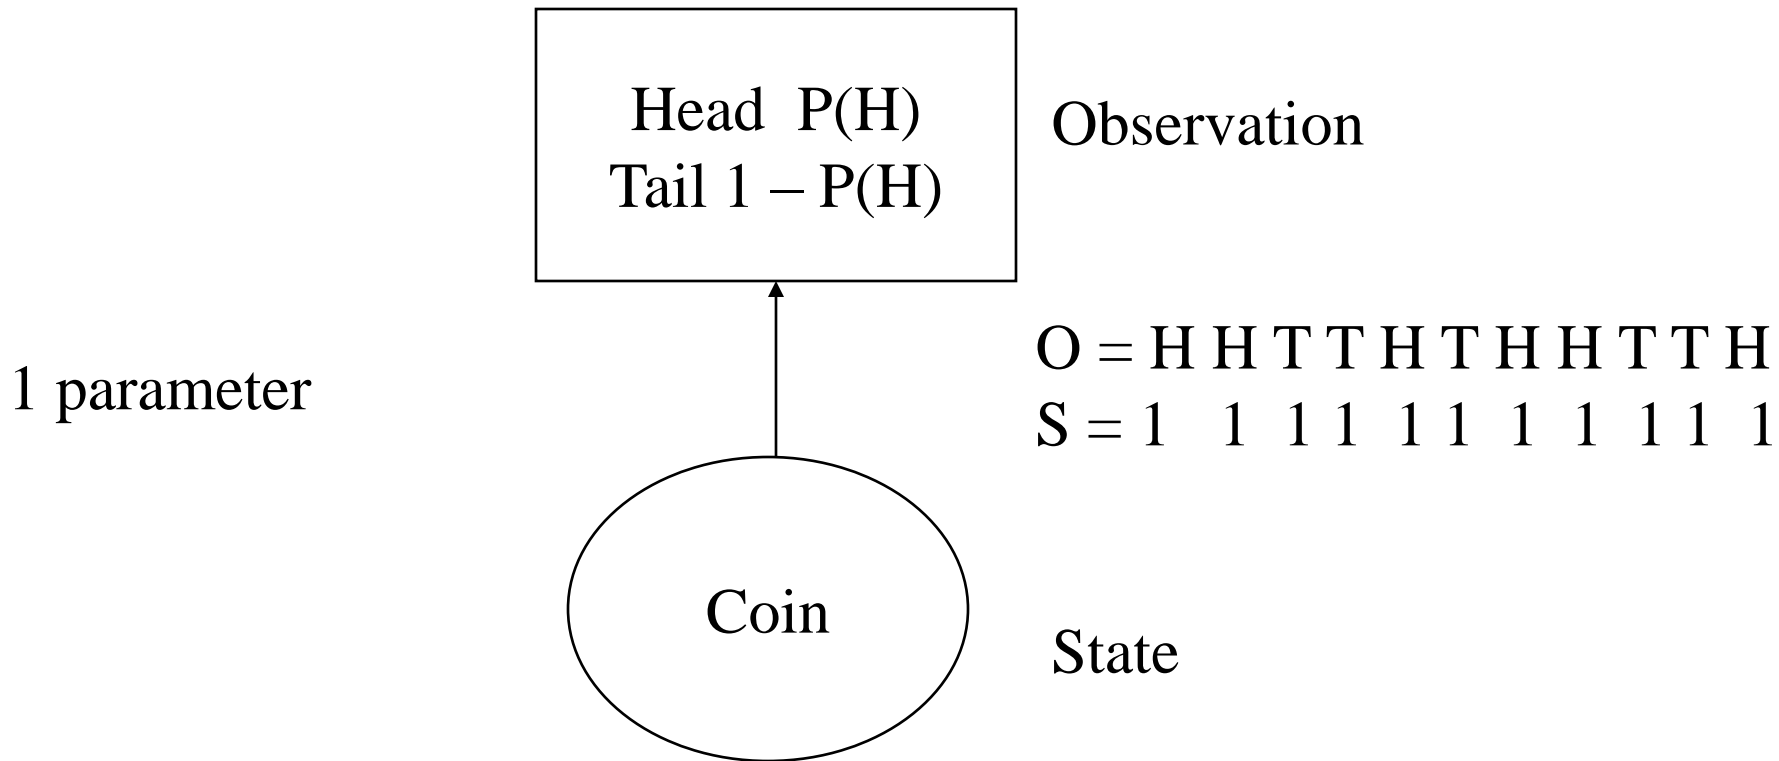 Head P(H)
Tail 1 – P(H)
Observation
O = H H T T H T H H T T H
S = 1 1 1 1 1 1 1 1 1 1 1
1 parameter
Coin
State